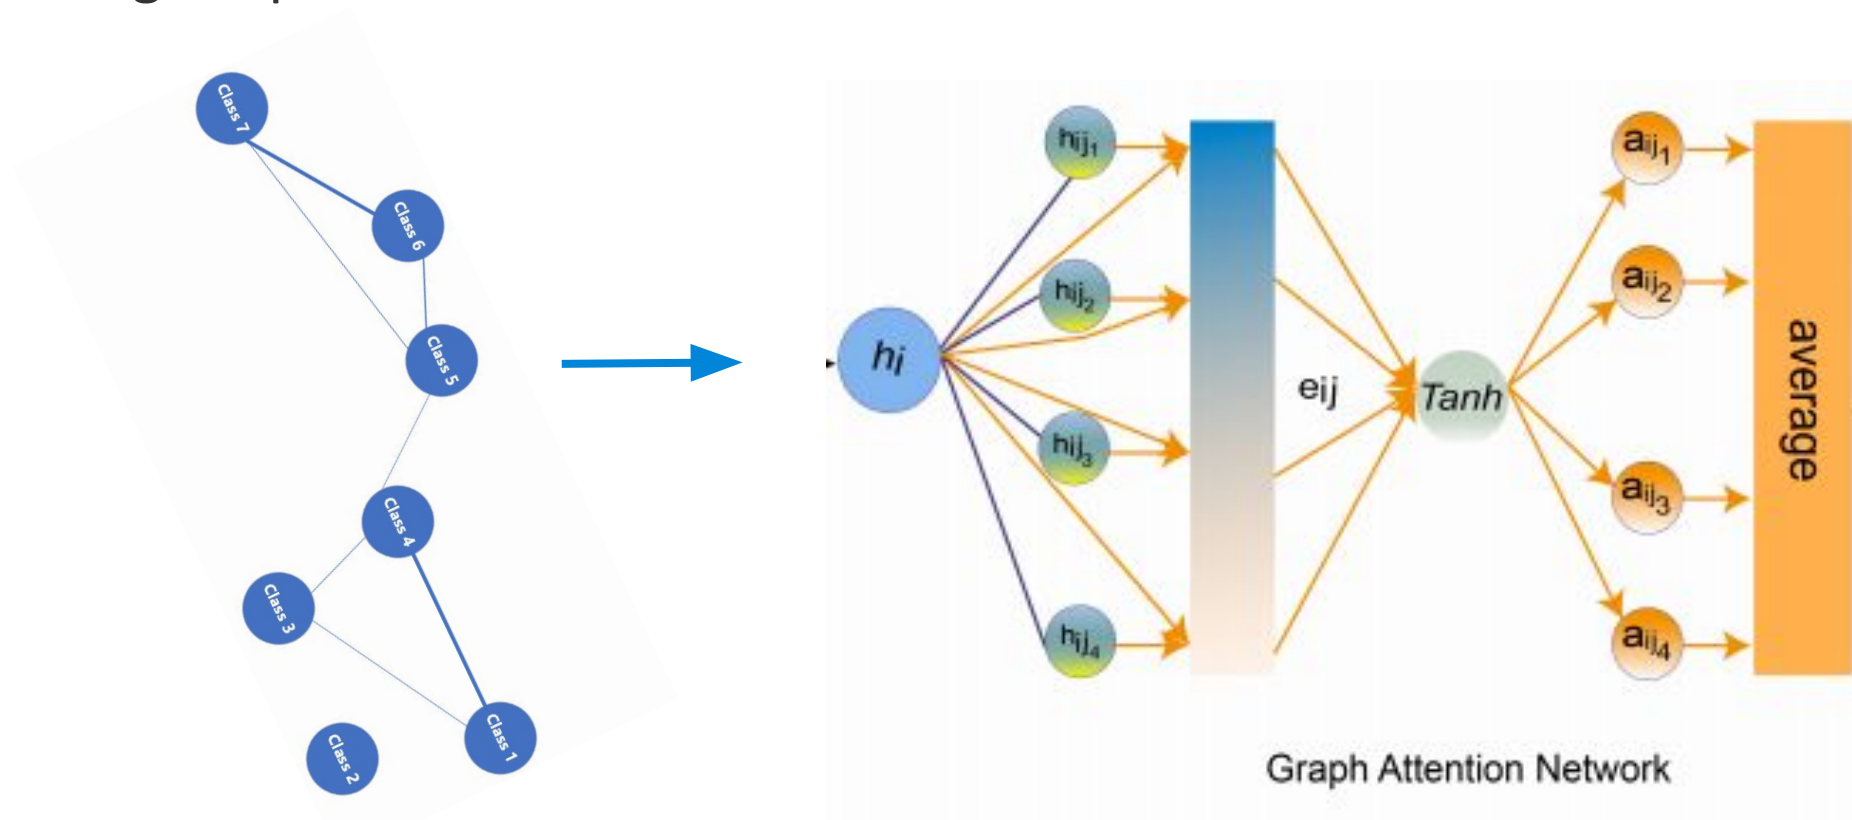 Class 7
Class 6
Class 5
Class 4
Class 3
Class 2
Class 1
hi
hij1
hij2
hij3
hij4
eij
Tanh
aij1
aij2
aij3
aij4
average
Graph Attention Network